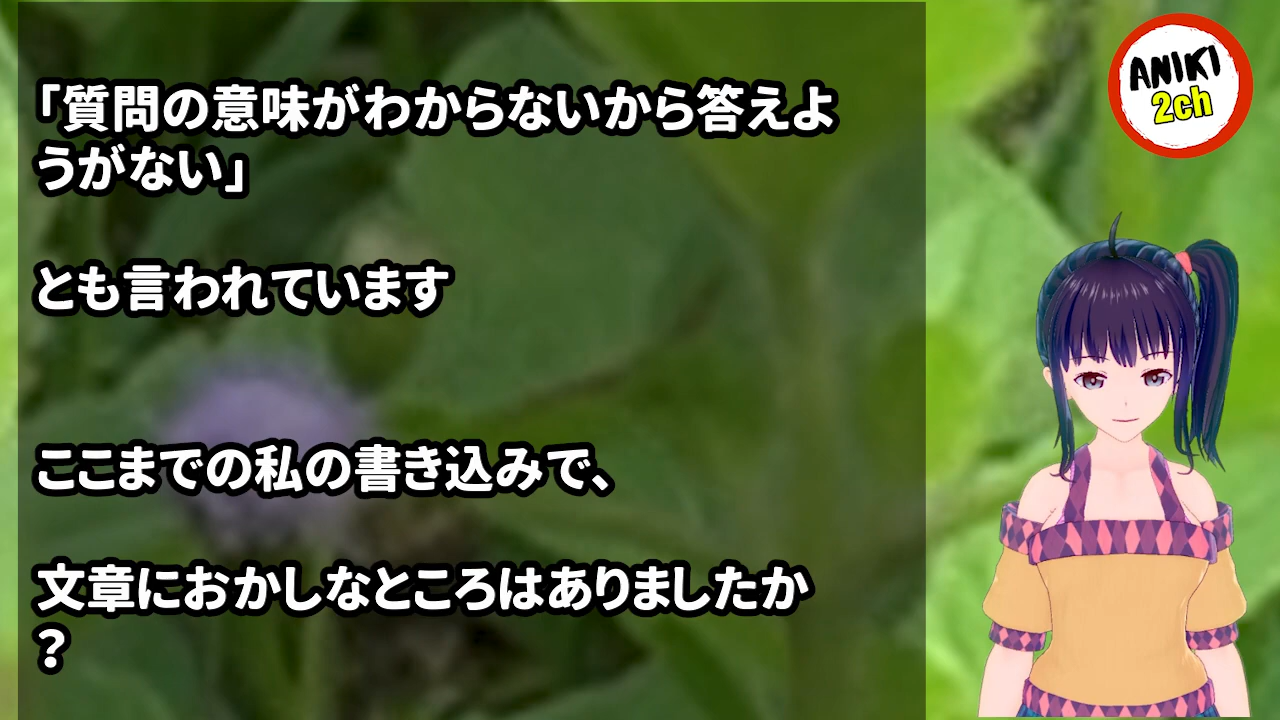 「質問の意味がわからないから答えよ
うがない」
とも言われています
ここまでの私の書き込みで、
文章におかしなところはありましたか
？
ANIKI
2ch